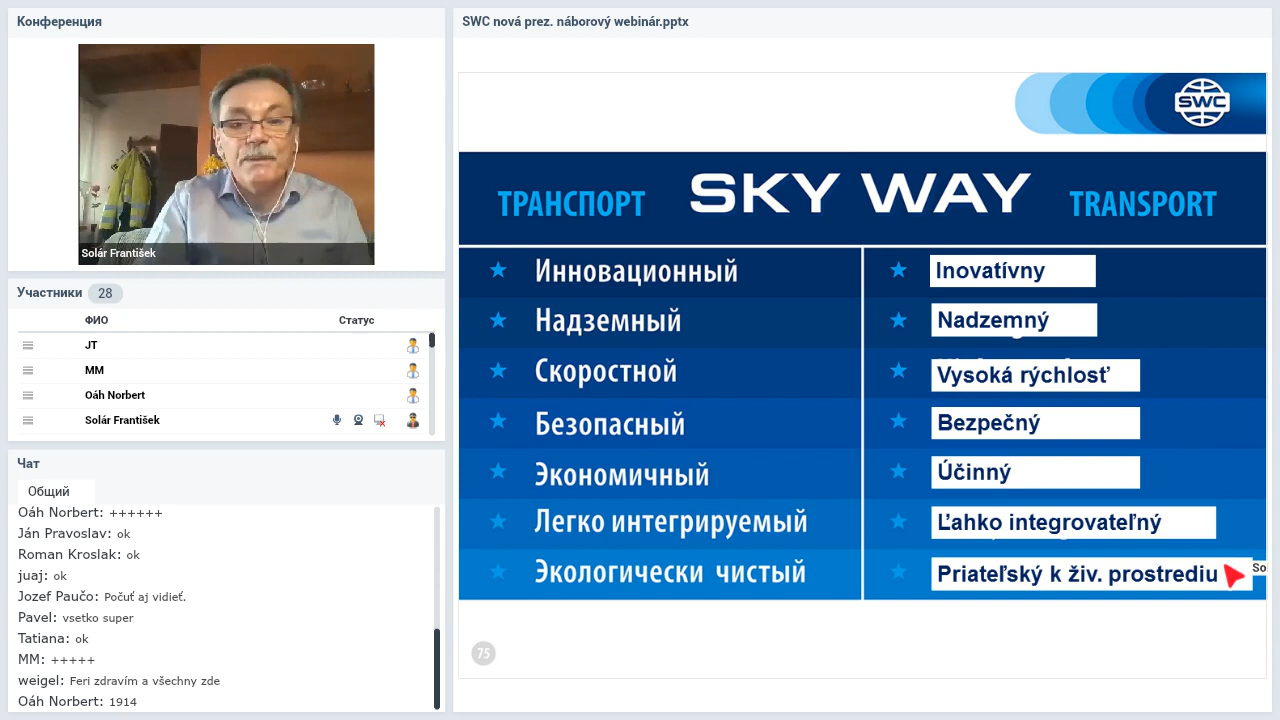 Конференция
Solár František
Участники 28
ФИО Статус
JT
MM
Oáh Norbert
Solár František
Чат
Общий
Oáh Norbert: ++++++
Ján Pravoslav: ok
Roman Kroslak: ok
juaj: ok
Jozef Paučo: Počuť aj vidieť.
Pavel: vsetko super
Tatiana: ok
MM: +++++
weigel: Feri zdravím a všechny zde
Oáh Norbert: 1914
SWC nová prez. náborový webinár.pptx
SWC
ТРАНСПОРТ SKY WAY TRANSPORT
Инновационный
Надземный
Скоростной
Безопасный
Экономичный
Легко интегрируемый
Экологически чистый
Inovatívny
Nadzemný
Vysoká rýchlosť
Bezpečný
Účinný
Ľahko integrovateľný
Priateľský k živ. prostrediu
So
75